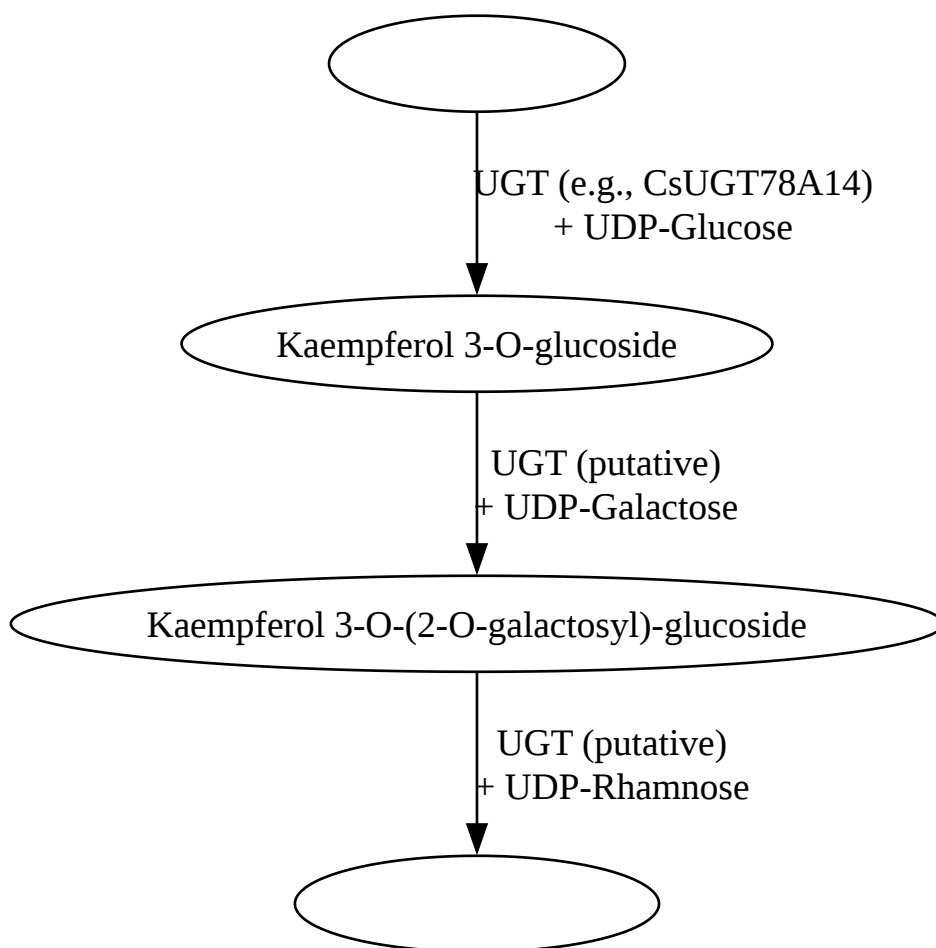 UGT (e.g., CsUGT78A14)
+ UDP-Glucose
Kaempferol 3-O-glucoside
UGT (putative)
+ UDP-Galactose
Kaempferol 3-O-(2-O-galactosyl)-glucoside
UGT (putative)
+ UDP-Rhamnose